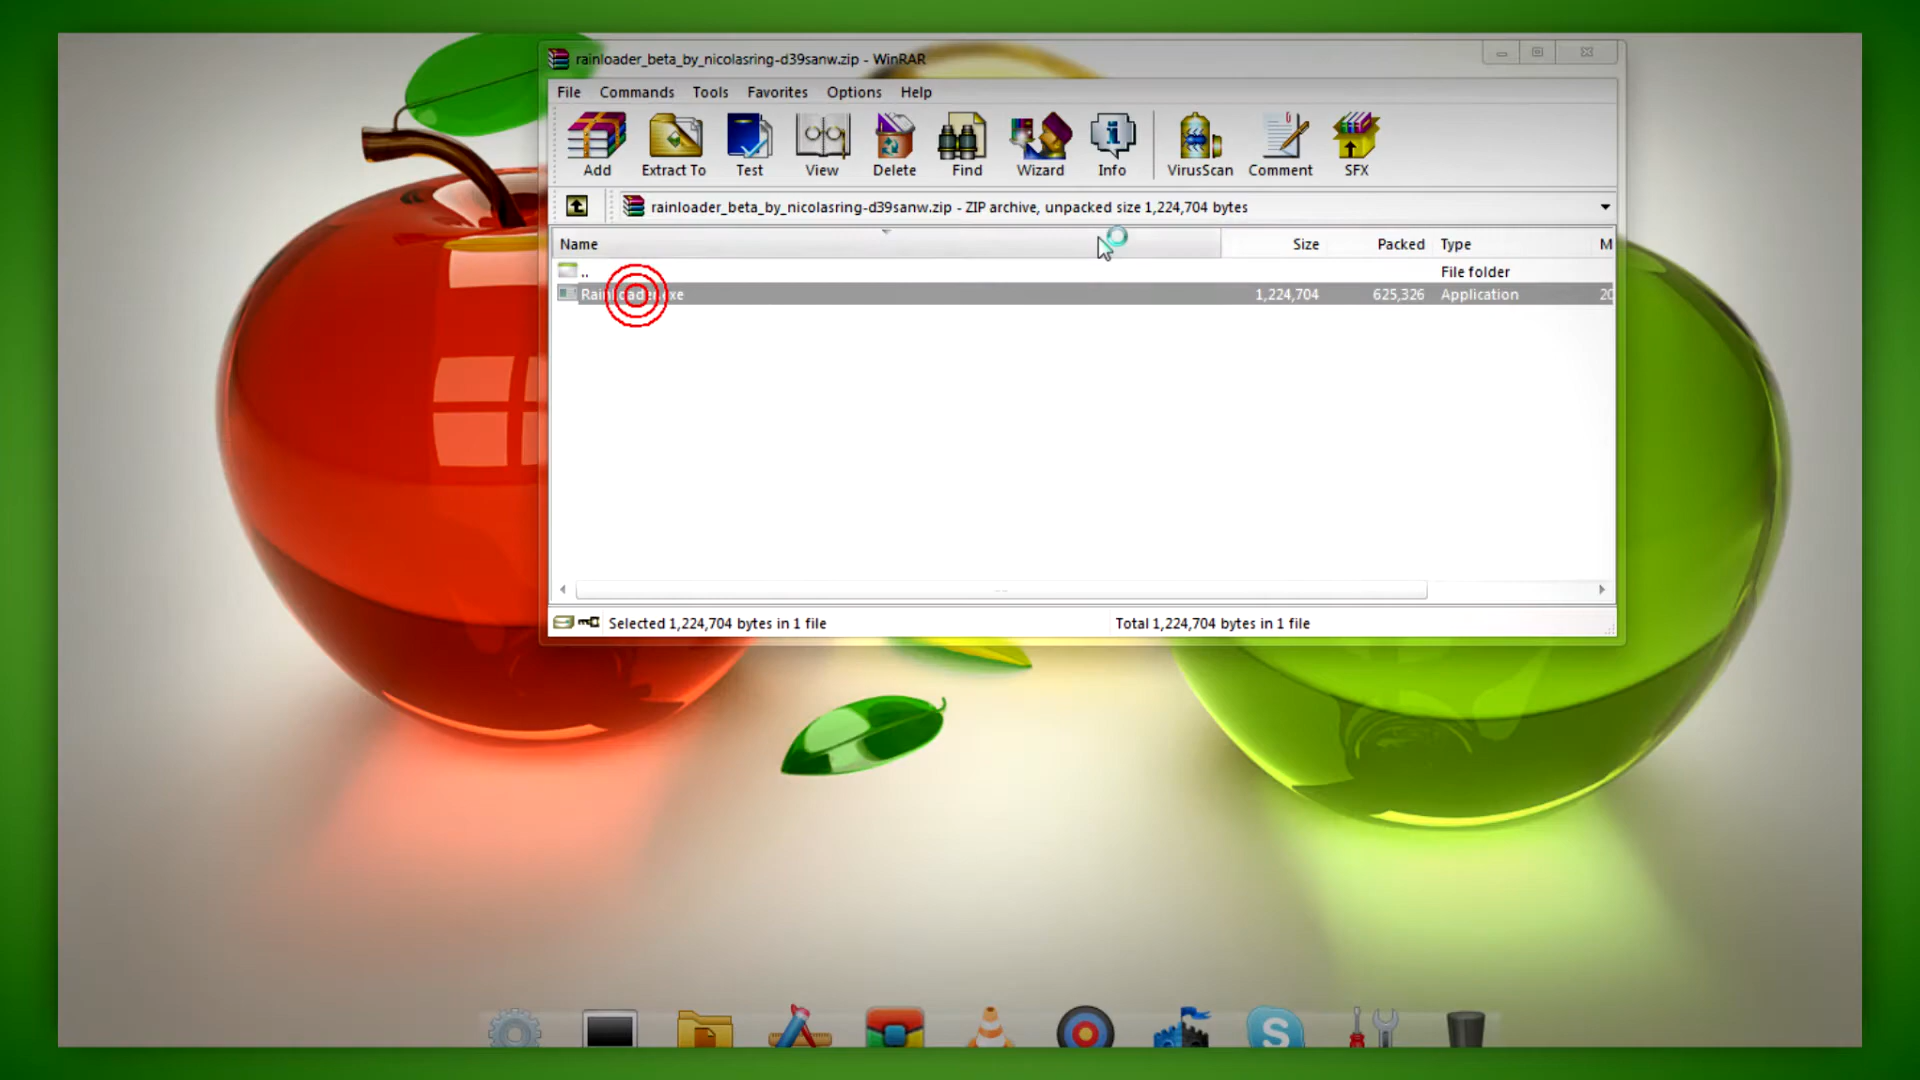 rainloader_beta_by_nicolasring-d39sanw.zip - WinRAR
File Commands Tools Favorites Options Help
Add Extract To Test View Delete Find Wizard Info VirusScan Comment SFX
rainloader_beta_by_nicolasring-d39sanw.zip - ZIP archive, unpacked size 1,224,704 bytes
Name Size Packed Type M
.. File folder
Rainloader.exe 1,224,704 625,326 Application 20
Selected 1,224,704 bytes in 1 file Total 1,224,704 bytes in 1 file
S